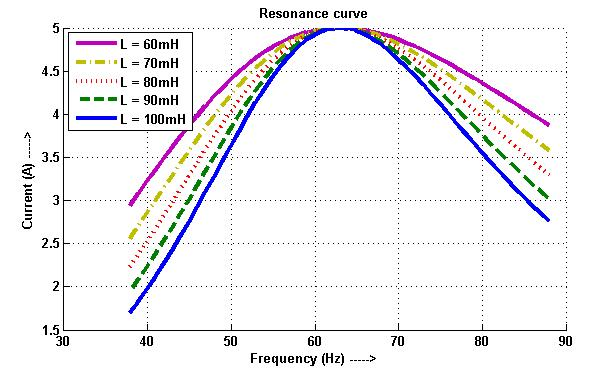 Resonance curve
L = 60mH
L = 70mH
L = 80mH
L = 90mH
L = 100mH
Current (A) ----->
5
4.5
4
3.5
3
2.5
2
1.5
30 40 50 60 70 80 90
Frequency (Hz) ----->